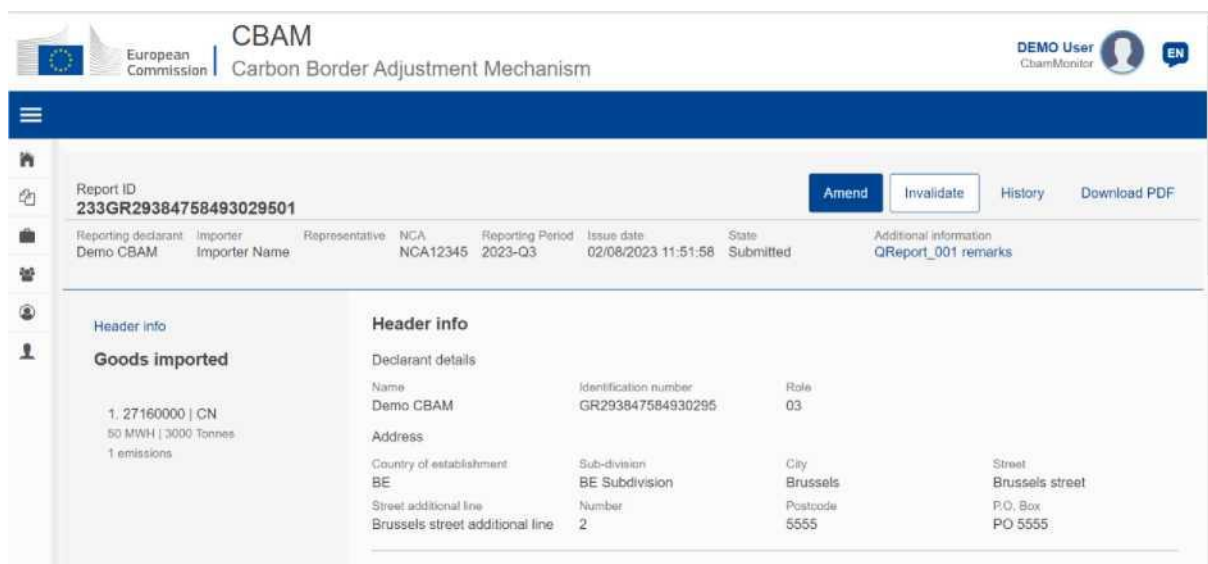 European
Commission
CBAM
Carbon Border Adjustment Mechanism
DEMO User
CbamMonitor
EN
Report ID
233GR29384758493029501
Amend Invalidate History Download PDF
Reporting declarant Importer Representative NCA Reporting Period Issue date State Additional information
Demo CBAM Importer Name NCA12345 2023-Q3 02/08/2023 11:51:58 Submitted QReport_001 remarks
Header info
Goods imported
1. 27160000 | CN
50 MWH | 3000 Tonnes
1 emissions
Header info
Declarant details
Name Identification number Role
Demo CBAM GR293847584930295 03
Address
Country of establishment Sub-division City Street
BE BE Subdivision Brussels Brussels street
Street additional line Number Postcode P.O. Box
Brussels street additional line 2 5555 PO 5555